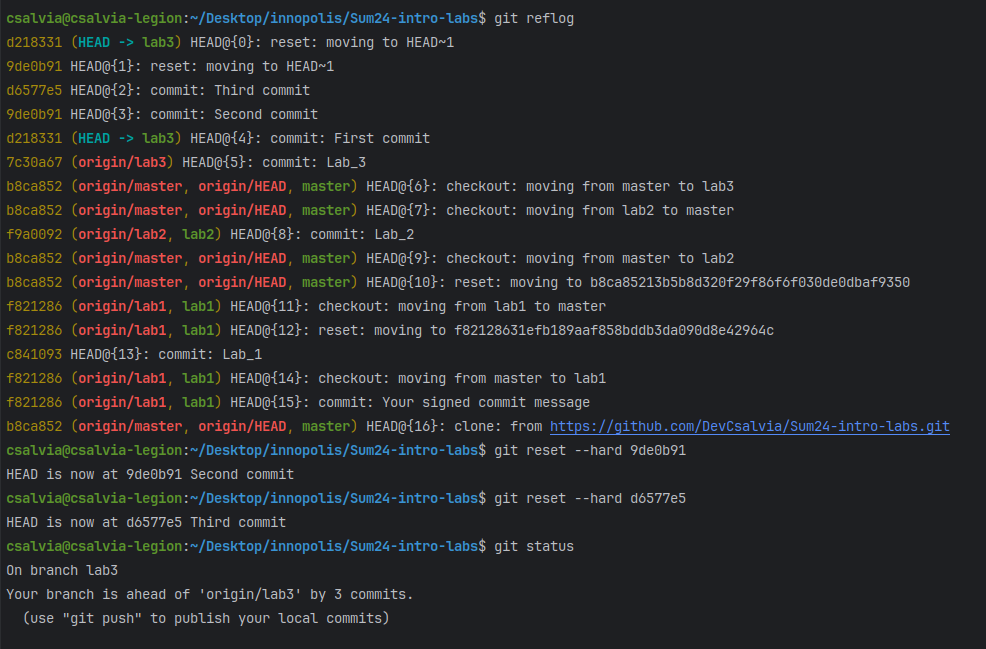 csalvia@csalvia-legion:~/Desktop/innopolis/Sum24-intro-labs$ git reflog
d218331 (HEAD -> lab3) HEAD@{0}: reset: moving to HEAD~1
9de0b91 HEAD@{1}: reset: moving to HEAD~1
d6577e5 HEAD@{2}: commit: Third commit
9de0b91 HEAD@{3}: commit: Second commit
d218331 (HEAD -> lab3) HEAD@{4}: commit: First commit
7c30a67 (origin/lab3) HEAD@{5}: commit: Lab_3
b8ca852 (origin/master, origin/HEAD, master) HEAD@{6}: checkout: moving from master to lab3
b8ca852 (origin/master, origin/HEAD, master) HEAD@{7}: checkout: moving from lab2 to master
f9a0092 (origin/lab2, lab2) HEAD@{8}: commit: Lab_2
b8ca852 (origin/master, origin/HEAD, master) HEAD@{9}: checkout: moving from master to lab2
b8ca852 (origin/master, origin/HEAD, master) HEAD@{10}: reset: moving to b8ca85213b5b8d320f29f86f6f030de0dbaf9350
f821286 (origin/lab1, lab1) HEAD@{11}: checkout: moving from lab1 to master
f821286 (origin/lab1, lab1) HEAD@{12}: reset: moving to f82128631efb189aaf858bddb3da090d8e42964c
c841093 HEAD@{13}: commit: Lab_1
f821286 (origin/lab1, lab1) HEAD@{14}: checkout: moving from master to lab1
f821286 (origin/lab1, lab1) HEAD@{15}: commit: Your signed commit message
b8ca852 (origin/master, origin/HEAD, master) HEAD@{16}: clone: from https://github.com/DevCsalvia/Sum24-intro-labs.git
csalvia@csalvia-legion:~/Desktop/innopolis/Sum24-intro-labs$ git reset --hard 9de0b91
HEAD is now at 9de0b91 Second commit
csalvia@csalvia-legion:~/Desktop/innopolis/Sum24-intro-labs$ git reset --hard d6577e5
HEAD is now at d6577e5 Third commit
csalvia@csalvia-legion:~/Desktop/innopolis/Sum24-intro-labs$ git status
On branch lab3
Your branch is ahead of 'origin/lab3' by 3 commits.
  (use "git push" to publish your local commits)